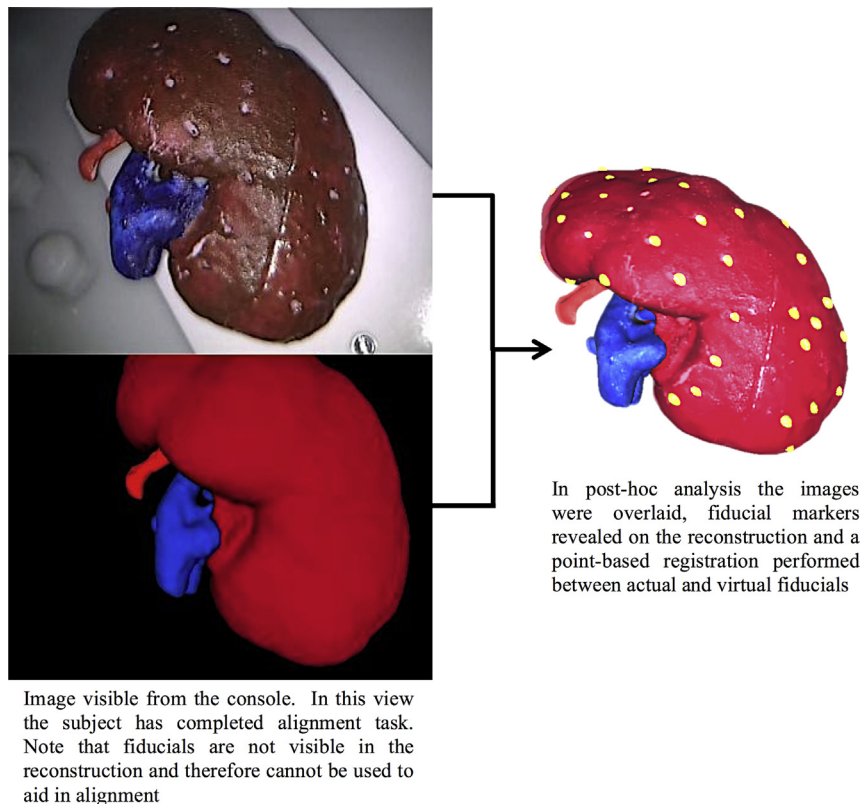 In post-hoc analysis the images
were overlaid, fiducial markers
revealed on the reconstruction and a
point-based registration performed
between actual and virtual fiducials
Image visible from the console. In this view
the subject has completed alignment task.
Note that fiducials are not visible in the
reconstruction and therefore cannot be used to
aid in alignment